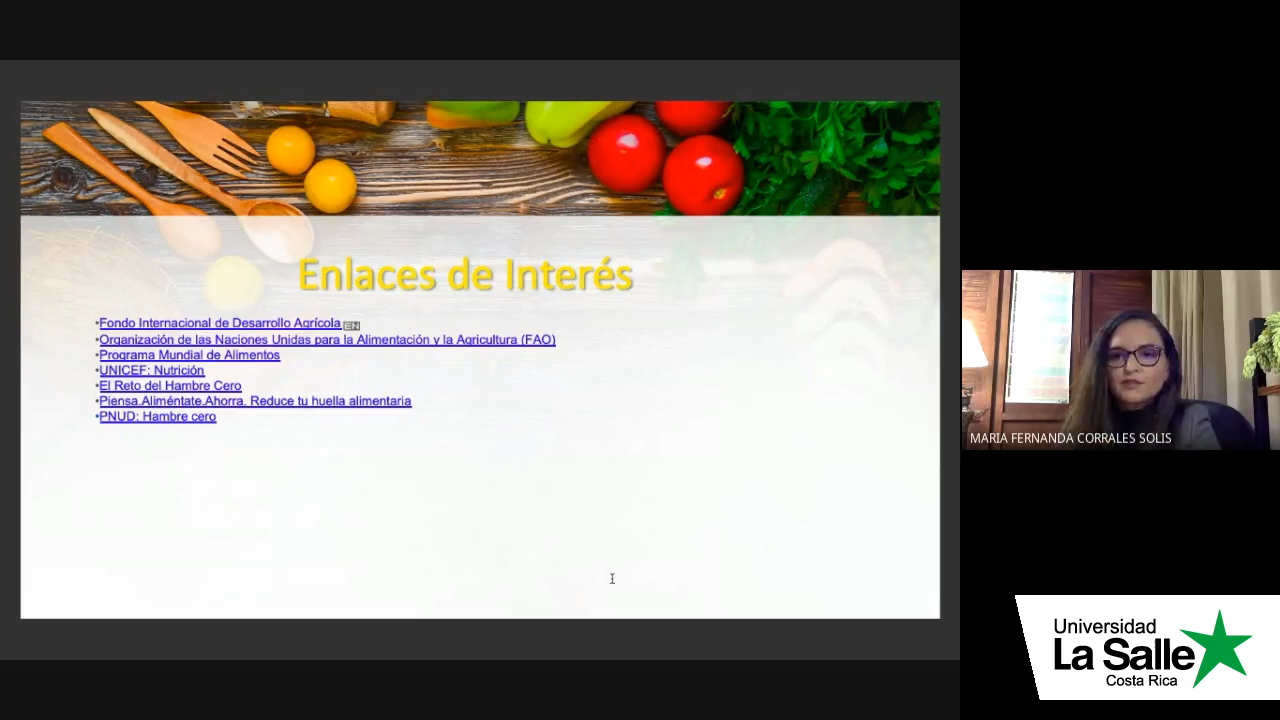 Enlaces de Interés
•Fondo Internacional de Desarrollo Agrícola EN
•Organización de las Naciones Unidas para la Alimentación y la Agricultura (FAO)
•Programa Mundial de Alimentos
•UNICEF: Nutrición
•El Reto del Hambre Cero
•Piensa.Aliméntate.Ahorra. Reduce tu huella alimentaria
•PNUD: Hambre cero
MARIA FERNANDA CORRALES SOLIS
Universidad
La Salle
Costa Rica